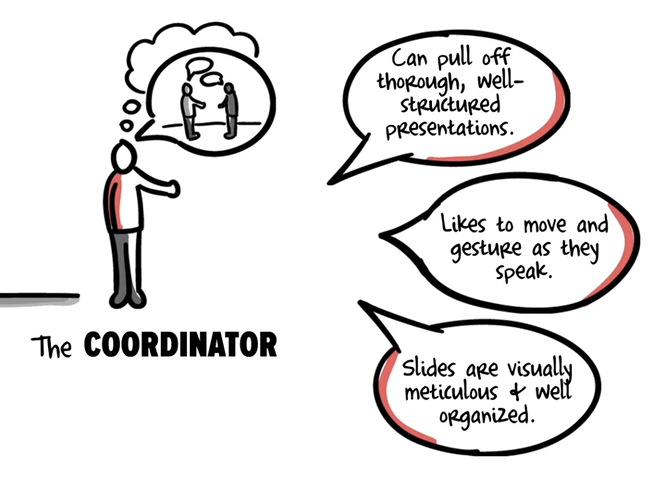 Can pull off
thorough, well-
structured
presentations.
Likes to move and
gesture as they
speak.
The COORDINATOR
Slides are visually
meticulous & well
organized.